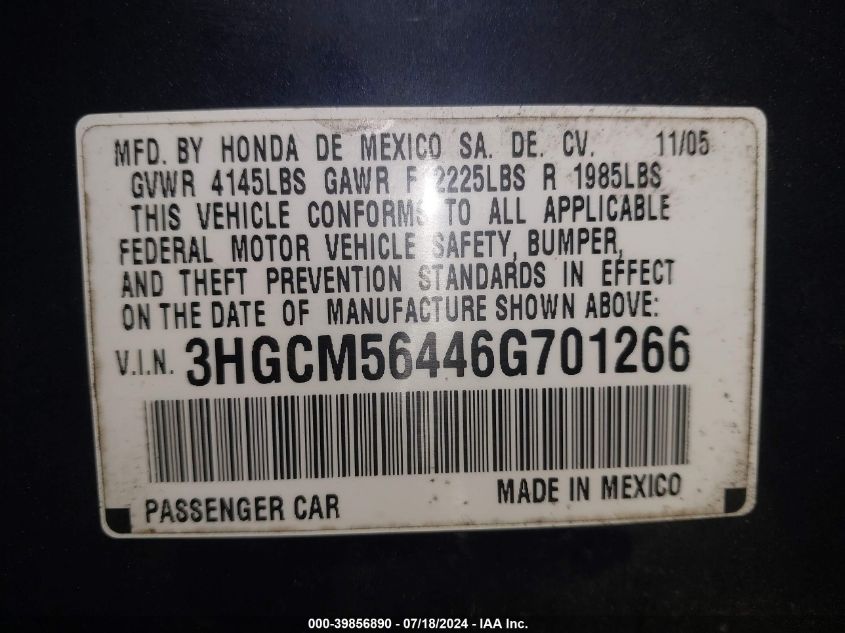 MFD. BY HONDA DE MEXICO SA. DE. CV. 11/05
GVWR 4145LBS GAWR F 2225LBS R 1985LBS
THIS VEHICLE CONFORMS TO ALL APPLICABLE
FEDERAL MOTOR VEHICLE SAFETY, BUMPER,
AND THEFT PREVENTION STANDARDS IN EFFECT
ON THE DATE OF MANUFACTURE SHOWN ABOVE:
V.I.N. 3HGCM56446G701266
PASSENGER CAR MADE IN MEXICO
000-39856890 - 07/18/2024 - IAA Inc.